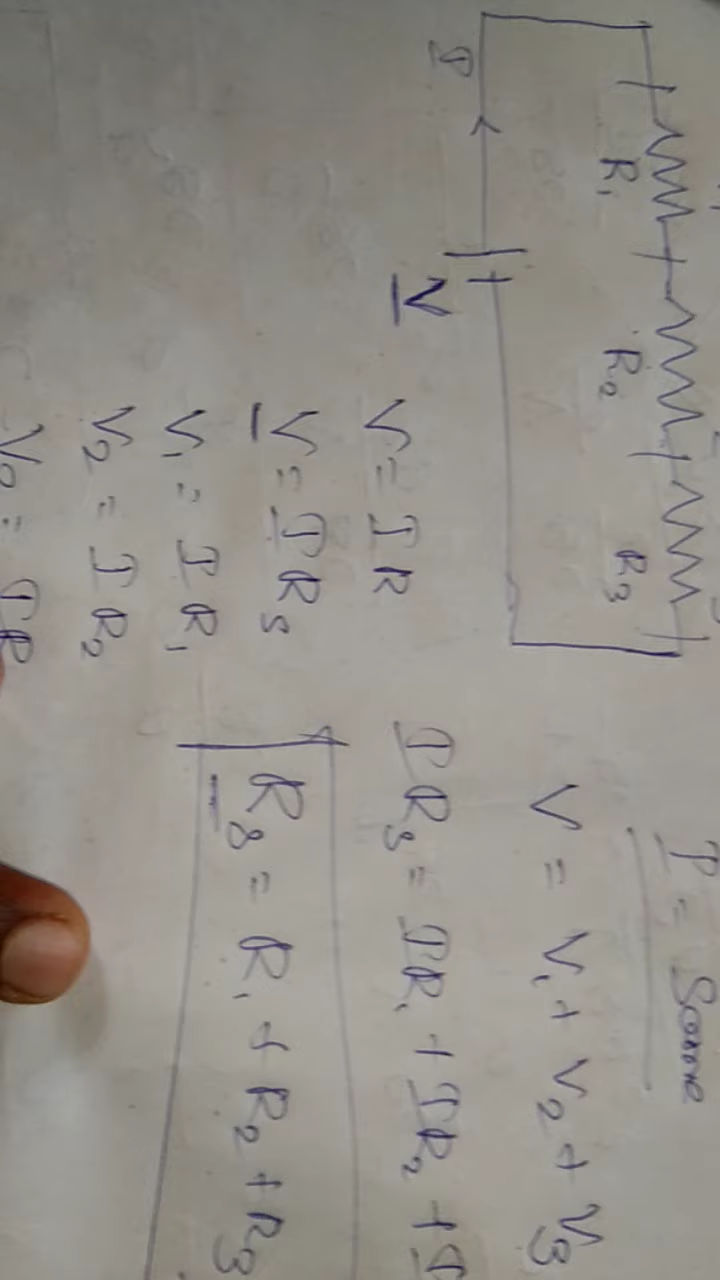 R₁ R₂ R₃
I
V
V = IR
V = IRs
V₁ = IR₁
V₂ = IR₂
= IR
I =
V = V₁ + V₂ + V₃
IRs = IR₁ + IR₂ + I
Rs = R₁ + R₂ + R₃